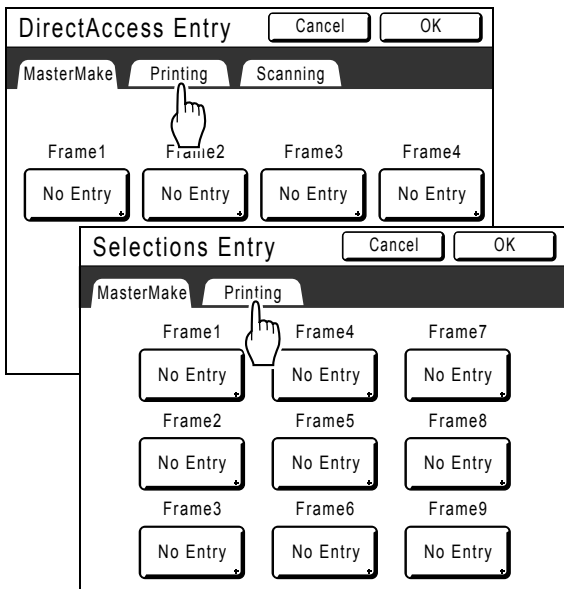 DirectAccess Entry Cancel OK
MasterMake Printing Scanning
Frame1 Frame2 Frame3 Frame4
No Entry No Entry No Entry No Entry
Selections Entry Cancel OK
MasterMake Printing
Frame1 Frame4 Frame7
No Entry No Entry No Entry
Frame2 Frame5 Frame8
No Entry No Entry No Entry
Frame3 Frame6 Frame9
No Entry No Entry No Entry